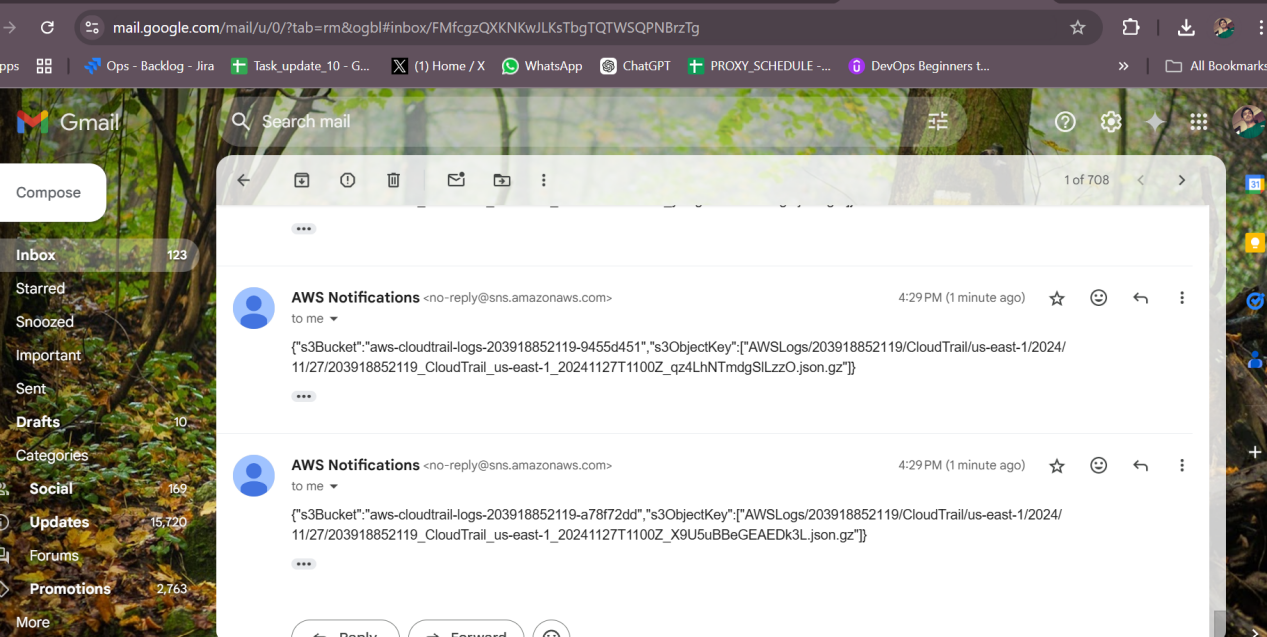 mail.google.com/mail/u/0/?tab=rm&ogbl#inbox/FMfcgzQXKNKwJLKsTbgTQTWSQPNBrzTg
pps
Ops - Backlog - Jira
Task_update_10 - G...
(1) Home / X
WhatsApp
ChatGPT
PROXY_SCHEDULE -...
DevOps Beginners t...
All Bookmarks
Gmail
Search mail
Compose
1 of 708
Inbox 123
Starred
Snoozed
Important
Sent
Drafts 10
Categories
Social 169
Updates 15,720
Forums
Promotions 2,763
More
AWS Notifications <no-reply@sns.amazonaws.com> 4:29 PM (1 minute ago)
to me
{"s3Bucket":"aws-cloudtrail-logs-203918852119-9455d451","s3ObjectKey":["AWSLogs/203918852119/CloudTrail/us-east-1/2024/
11/27/203918852119_CloudTrail_us-east-1_20241127T1100Z_qz4LhNTmdgSlLzzO.json.gz"]}
AWS Notifications <no-reply@sns.amazonaws.com> 4:29 PM (1 minute ago)
to me
{"s3Bucket":"aws-cloudtrail-logs-203918852119-a78f72dd","s3ObjectKey":["AWSLogs/203918852119/CloudTrail/us-east-1/2024/
11/27/203918852119_CloudTrail_us-east-1_20241127T1100Z_X9U5uBBeGEAEDk3L.json.gz"]}
Reply
Forward
31